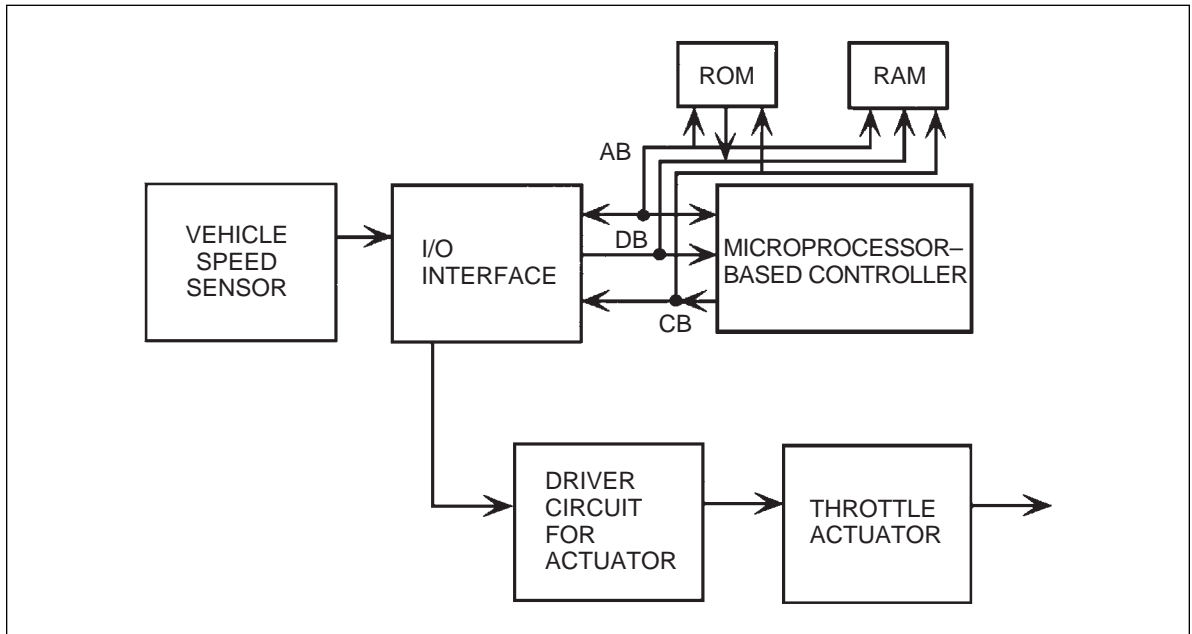 ROM
RAM
AB
VEHICLE
SPEED
SENSOR
I/O
INTERFACE
DB
MICROPROCESSOR–
BASED CONTROLLER
CB
DRIVER
CIRCUIT
FOR
ACTUATOR
THROTTLE
ACTUATOR